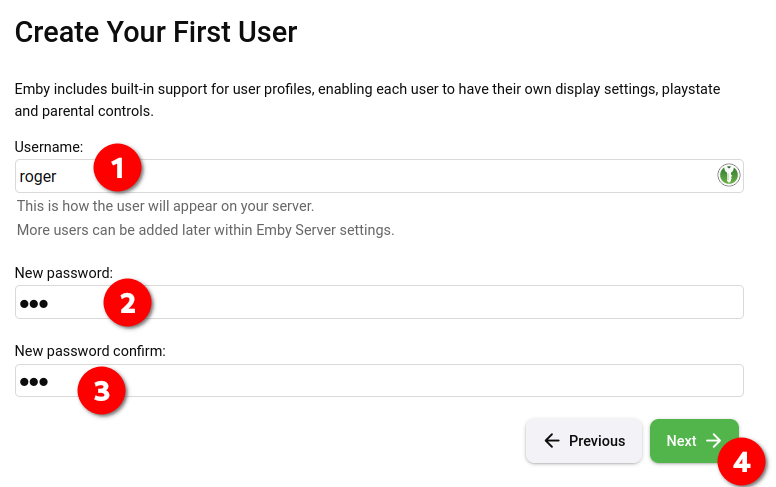 Create Your First User
Emby includes built-in support for user profiles, enabling each user to have their own display settings, playstate
and parental controls.
Username:
1
roger
This is how the user will appear on your server.
More users can be added later within Emby Server settings.
New password:
2
●●●
New password confirm:
3
●●●
← Previous
Next →
4